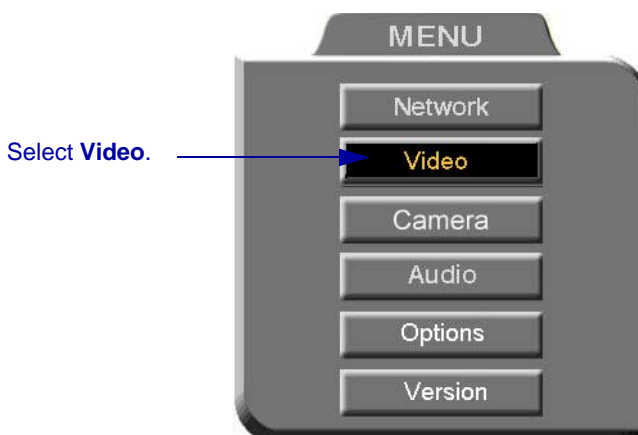 MENU
Network
Select Video.
Video
Camera
Audio
Options
Version